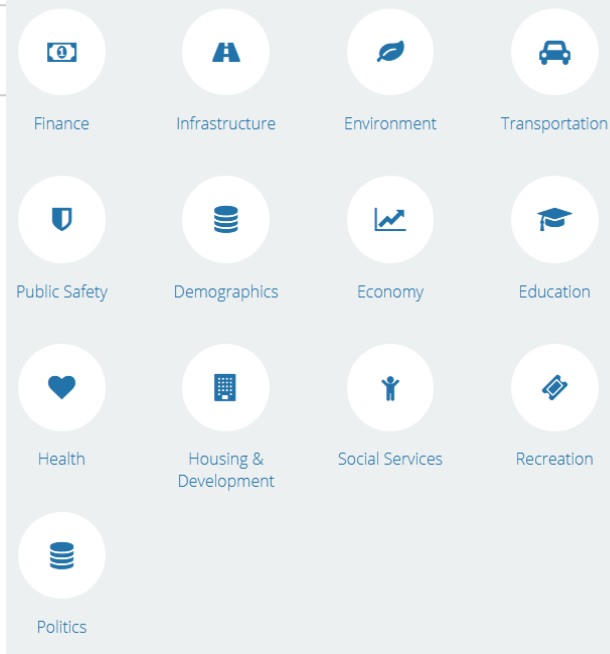 Finance
Infrastructure
Environment
Transportation
Public Safety
Demographics
Economy
Education
Health
Housing &
Development
Social Services
Recreation
Politics